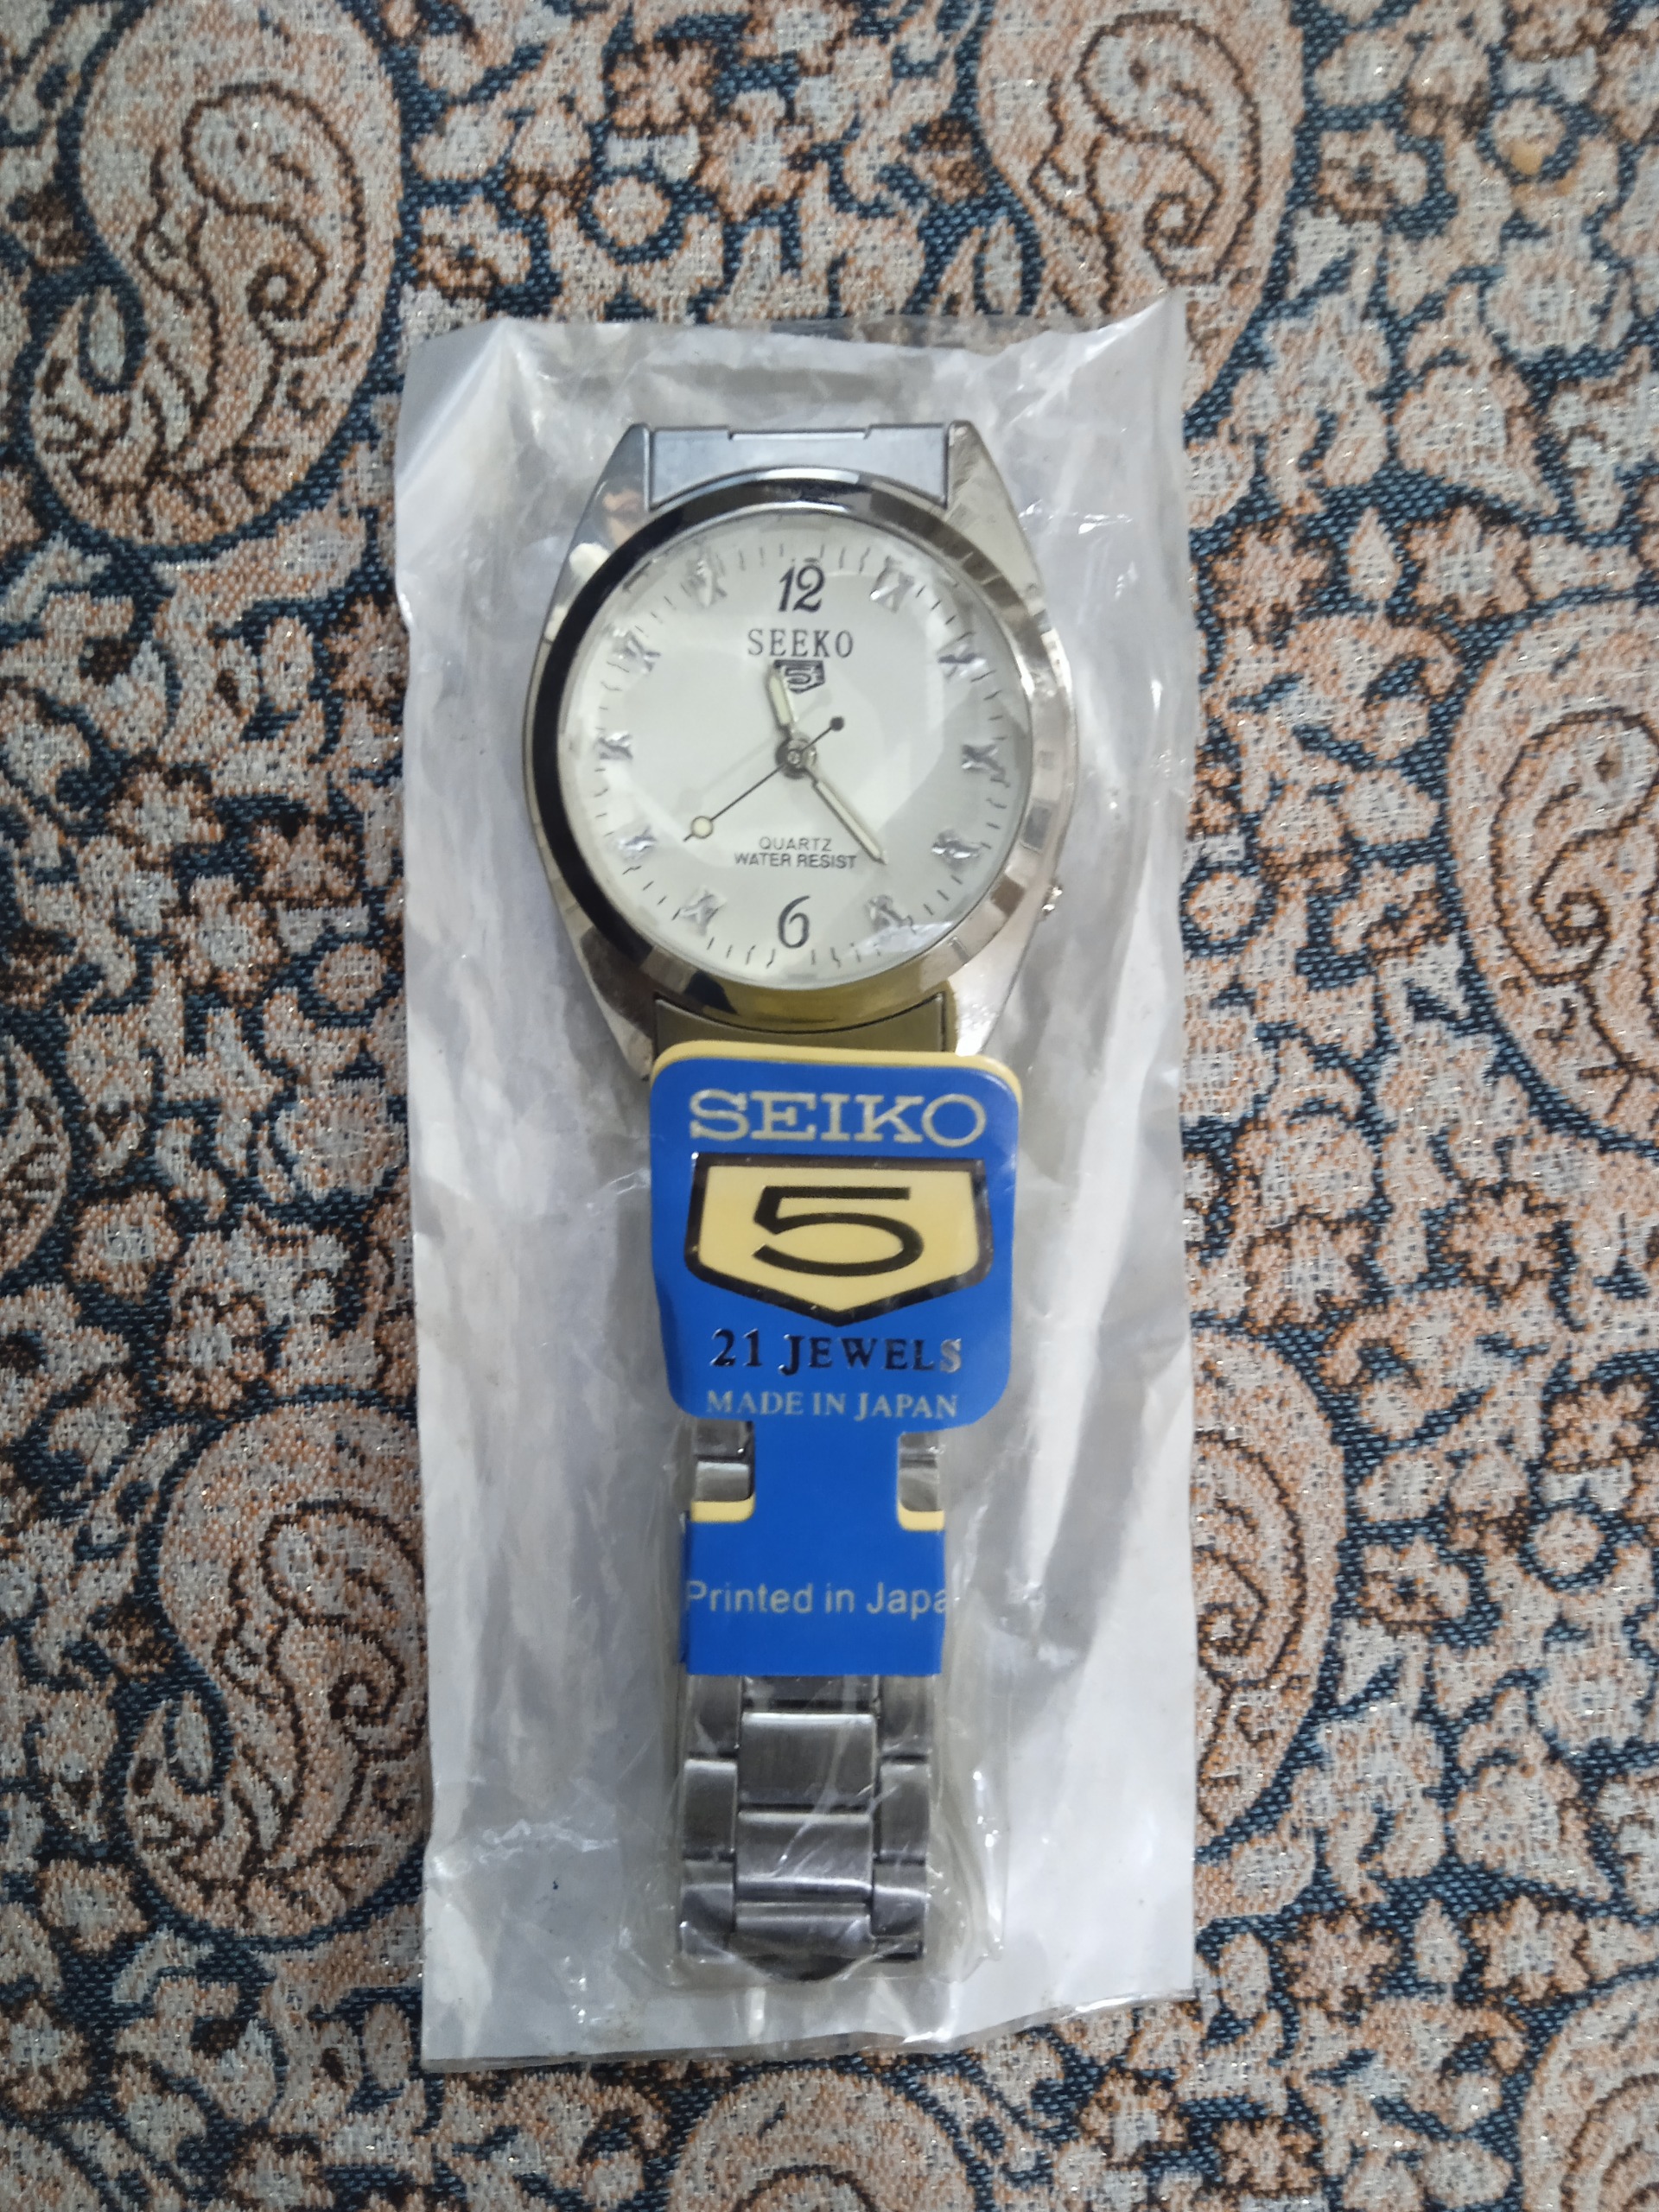 12
SEEKO
5
QUARTZ
WATER RESIST
6
SEIKO
5
21 JEWELS
MADE IN JAPAN
Printed in Japa